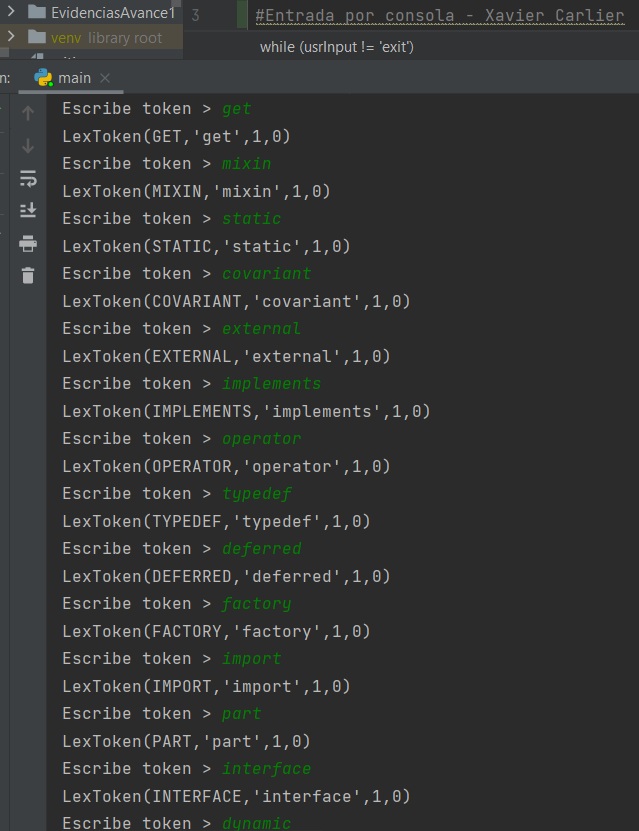 EvidenciasAvance1
venv library root
3 #Entrada por consola - Xavier Carlier
while (usrInput != 'exit')
n: main
Escribe token > get
LexToken(GET,'get',1,0)
Escribe token > mixin
LexToken(MIXIN,'mixin',1,0)
Escribe token > static
LexToken(STATIC,'static',1,0)
Escribe token > covariant
LexToken(COVARIANT,'covariant',1,0)
Escribe token > external
LexToken(EXTERNAL,'external',1,0)
Escribe token > implements
LexToken(IMPLEMENTS,'implements',1,0)
Escribe token > operator
LexToken(OPERATOR,'operator',1,0)
Escribe token > typedef
LexToken(TYPEDEF,'typedef',1,0)
Escribe token > deferred
LexToken(DEFERRED,'deferred',1,0)
Escribe token > factory
LexToken(FACTORY,'factory',1,0)
Escribe token > import
LexToken(IMPORT,'import',1,0)
Escribe token > part
LexToken(PART,'part',1,0)
Escribe token > interface
LexToken(INTERFACE,'interface',1,0)
Escribe token > dynamic